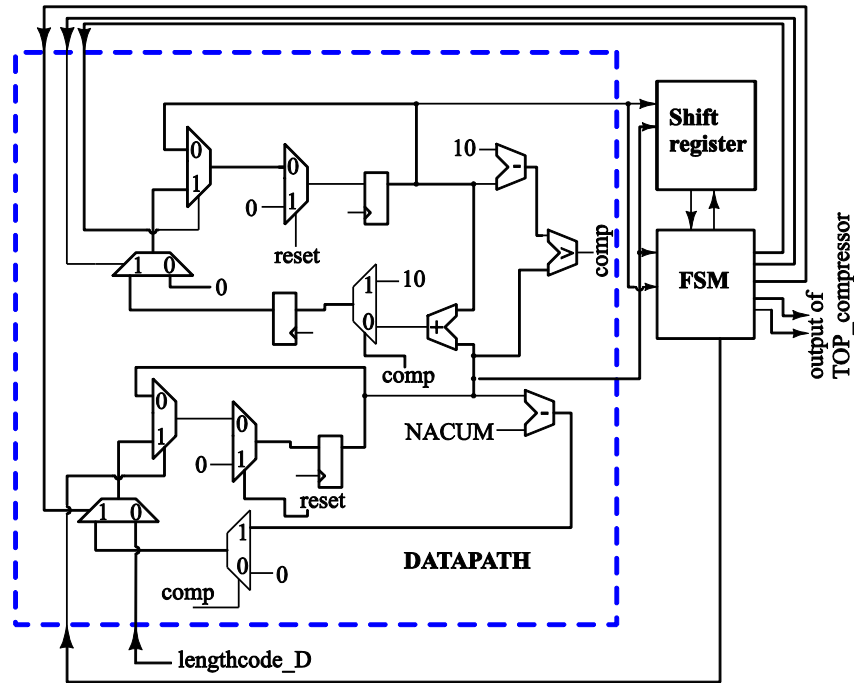 Shift
register
10
-
0
0
1
0
1
reset
>
comp
FSM
1
0
0
1
10
0
+
comp
output of
TOP_compressor
0
1
0
0
1
-
NACUM
reset
1
0
1
0
0
DATAPATH
comp
lengthcode_D